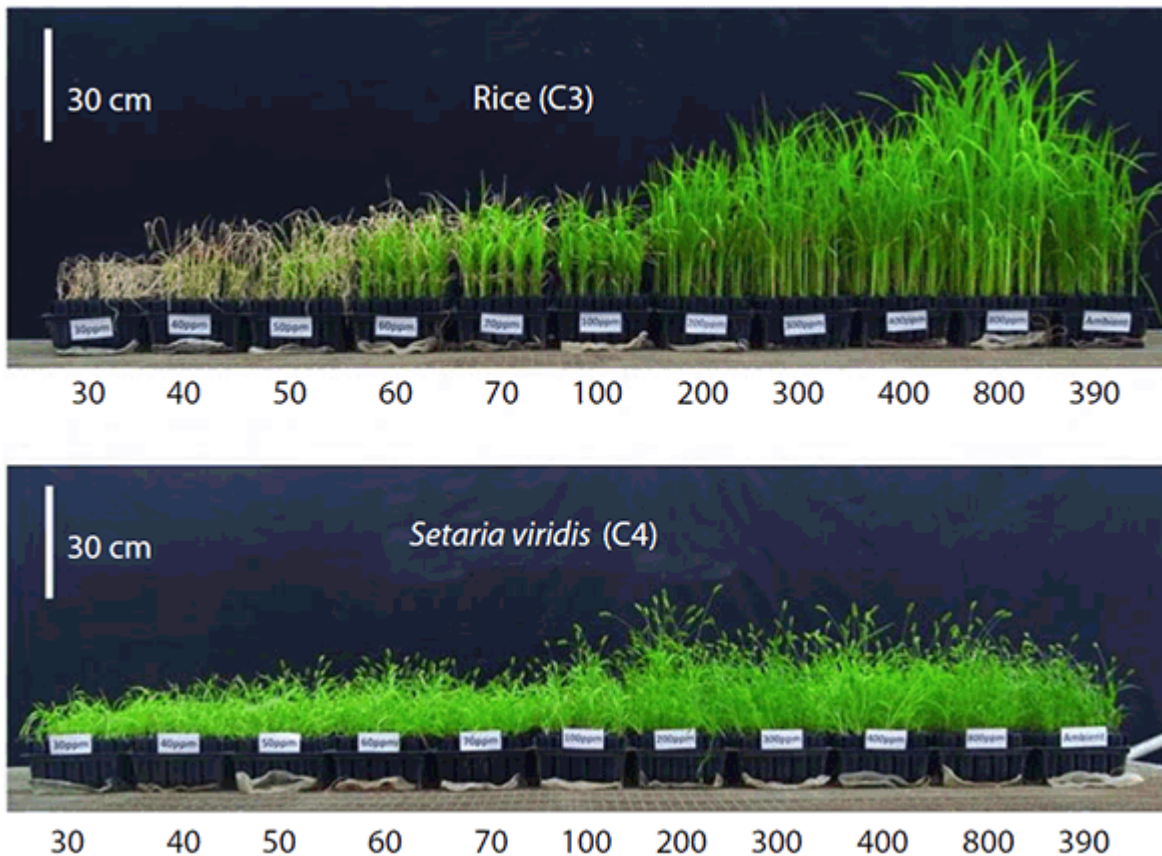 30 cm
Rice (C3)
30ppm 40ppm 50ppm 60ppm 70ppm 100ppm 200ppm 300ppm 400ppm 800ppm Ambient
30 40 50 60 70 100 200 300 400 800 390
30 cm
Setaria viridis (C4)
30ppm 40ppm 50ppm 60ppm 70ppm 100ppm 200ppm 300ppm 400ppm 800ppm Ambient
30 40 50 60 70 100 200 300 400 800 390